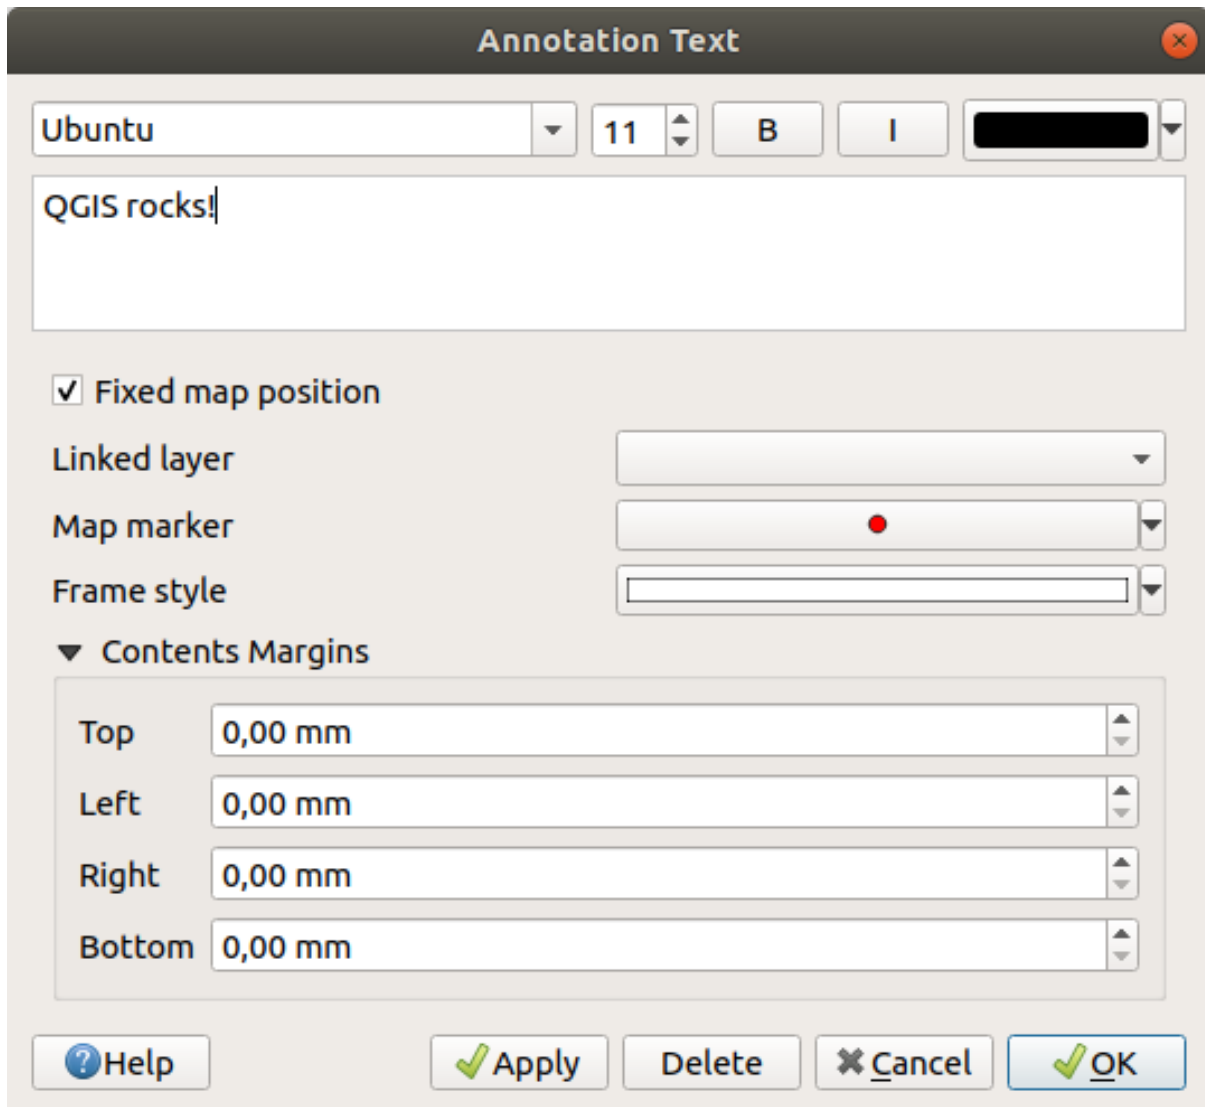 Annotation Text
Ubuntu 11 B I
QGIS rocks!
Fixed map position
Linked layer
Map marker
Frame style
Contents Margins
Top 0,00 mm
Left 0,00 mm
Right 0,00 mm
Bottom 0,00 mm
?Help Apply Delete Cancel OK